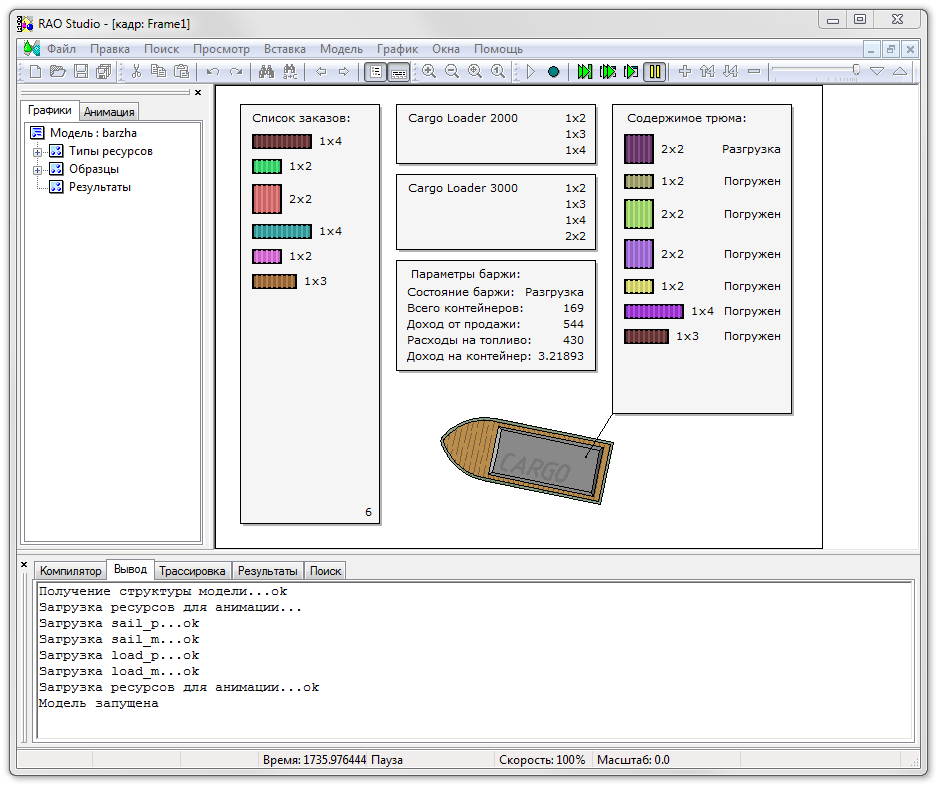 RAO Studio - [кадр: Frame1]
Файл Правка Поиск Просмотр Вставка Модель График Окна Помощь
Графики Анимация
Модель : barzha
Типы ресурсов
Образцы
Результаты
Список заказов:
1x4
1x2
2x2
1x4
1x2
1x3
6
Cargo Loader 2000 1x2
1x3
1x4
Cargo Loader 3000 1x2
1x3
1x4
2x2
Параметры баржи:
Состояние баржи: Разгрузка
Всего контейнеров: 169
Доход от продажи: 544
Расходы на топливо: 430
Доход на контейнер: 3.21893
Содержимое трюма:
2x2 Разгрузка
1x2 Погружен
2x2 Погружен
2x2 Погружен
1x2 Погружен
1x4 Погружен
1x3 Погружен
CARGO
Компилятор Вывод Трассировка Результаты Поиск
Получение структуры модели...ok
Загрузка ресурсов для анимации...
Загрузка sail_p...ok
Загрузка sail_m...ok
Загрузка load_p...ok
Загрузка load_m...ok
Загрузка ресурсов для анимации...ok
Модель запущена
Время: 1735.976444 Пауза Скорость: 100% Масштаб: 0.0